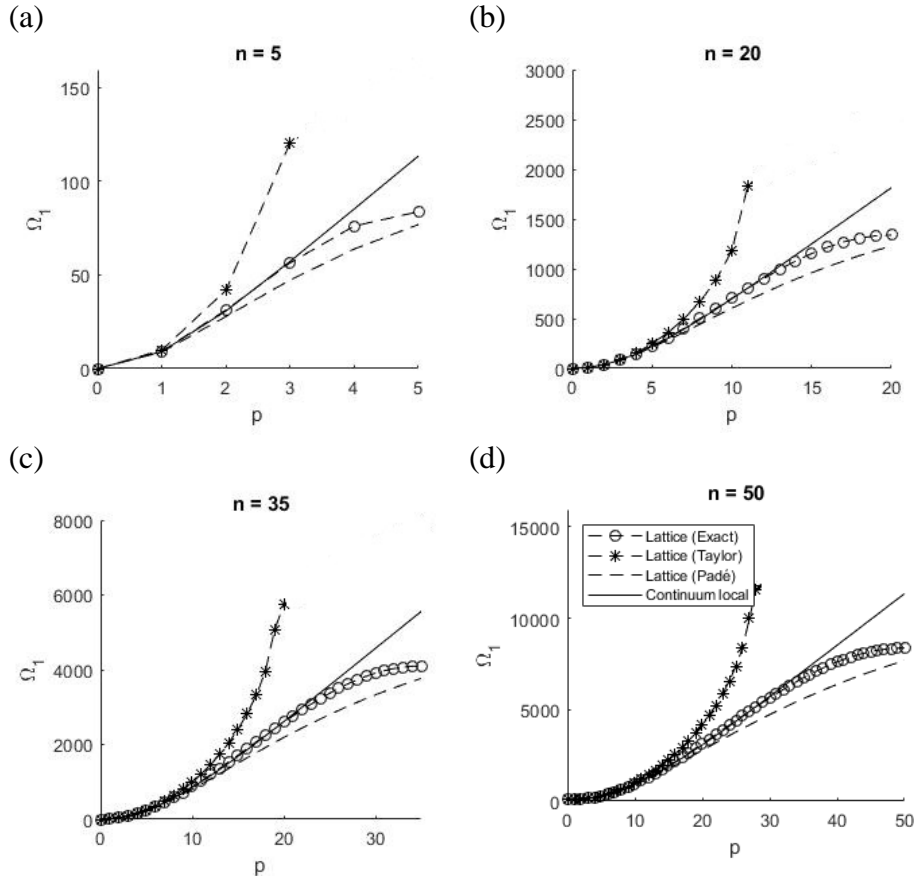 (a)
n = 5
150
100
50
0
0 1 2 3 4 5
Ω1
p
(b)
n = 20
3000
2500
2000
1500
1000
500
0
0 5 10 15 20
Ω1
p
(c)
n = 35
8000
6000
4000
2000
0
0 10 20 30
Ω1
p
(d)
n = 50
15000
10000
5000
0
0 10 20 30 40 50
Ω1
p
Lattice (Exact)
Lattice (Taylor)
Lattice (Padé)
Continuum local